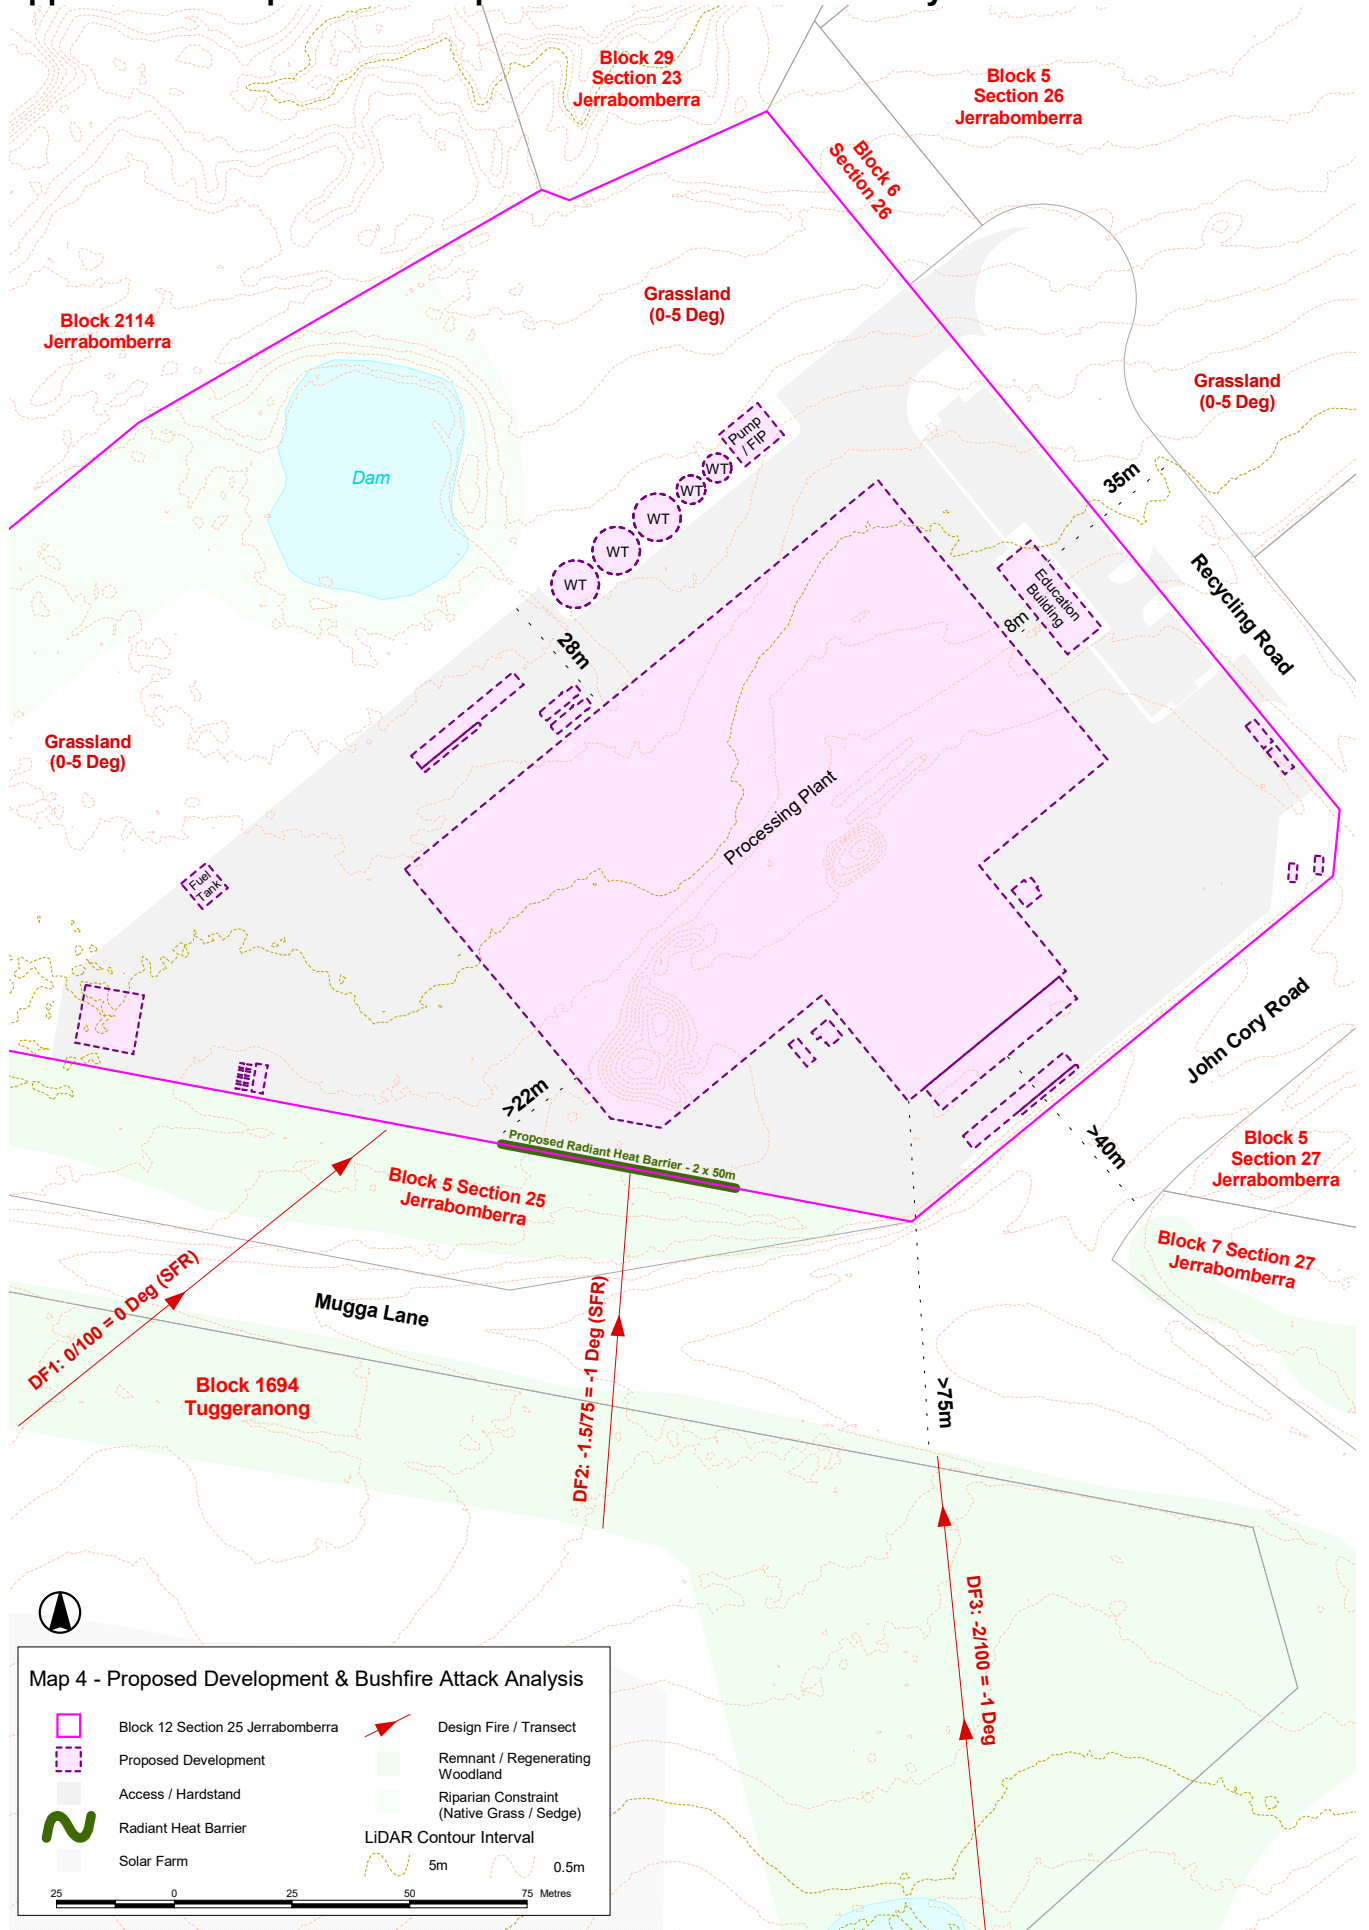 Block 29
Section 23
Jerrabomberra
Block 5
Section 26
Jerrabomberra
Block 6
Section 26
Grassland
(0-5 Deg)
Block 2114
Jerrabomberra
Grassland
(0-5 Deg)
Pump
/ FIP
WT
WT
WT
WT
WT
Dam
35m
Education
Building
8m
Recycling Road
28m
Grassland
(0-5 Deg)
Processing Plant
Fuel
Tank
John Cory Road
>22m
Proposed Radiant Heat Barrier - 2 x 50m
>40m
Block 5
Section 27
Jerrabomberra
Block 5 Section 25
Jerrabomberra
Block 7 Section 27
Jerrabomberra
DF1: 0/100 = 0 Deg (SFR)
Mugga Lane
DF2: -1.5/75 = -1 Deg (SFR)
>75m
Block 1694
Tuggeranong
DF3: -2/100 = -1 Deg
Map 4 - Proposed Development & Bushfire Attack Analysis
Block 12 Section 25 Jerrabomberra
Design Fire / Transect
Proposed Development
Remnant / Regenerating
Woodland
Access / Hardstand
Riparian Constraint
(Native Grass / Sedge)
Radiant Heat Barrier
LiDAR Contour Interval
Solar Farm
5m
0.5m
25 0 25 50 75 Metres